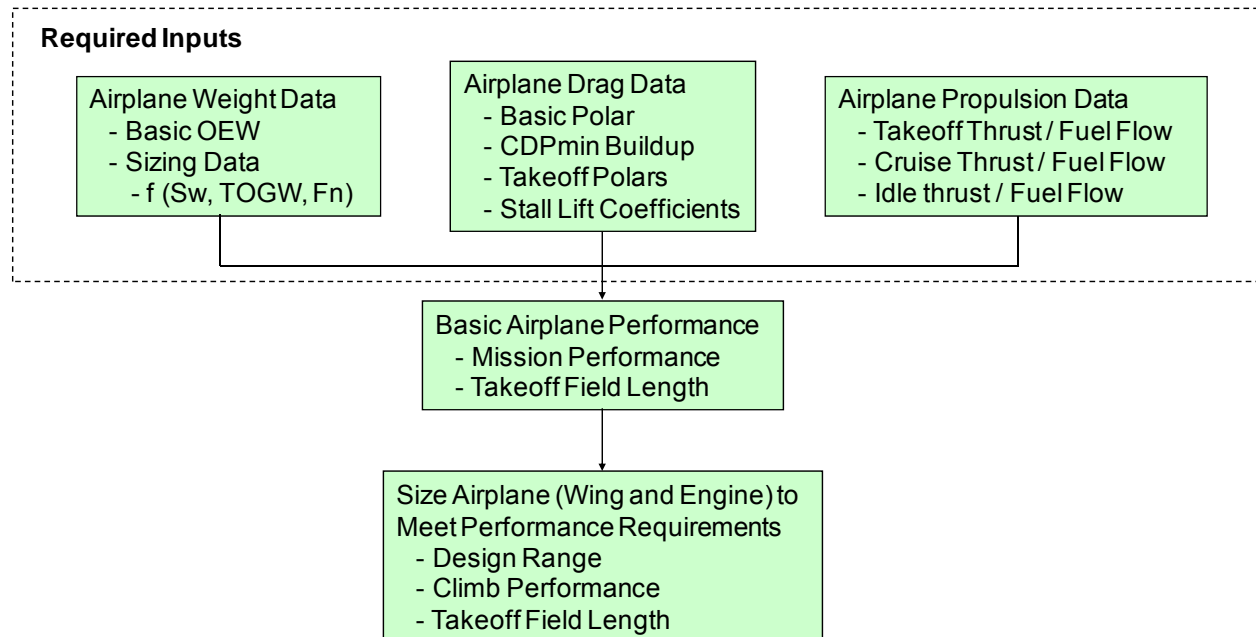 Required Inputs
Airplane Weight Data
- Basic OEW
- Sizing Data
- f (Sw, TOGW, Fn)
Airplane Drag Data
- Basic Polar
- CDPmin Buildup
- Takeoff Polars
- Stall Lift Coefficients
Airplane Propulsion Data
- Takeoff Thrust / Fuel Flow
- Cruise Thrust / Fuel Flow
- Idle thrust / Fuel Flow
Basic Airplane Performance
- Mission Performance
- Takeoff Field Length
Size Airplane (Wing and Engine) to
Meet Performance Requirements
- Design Range
- Climb Performance
- Takeoff Field Length